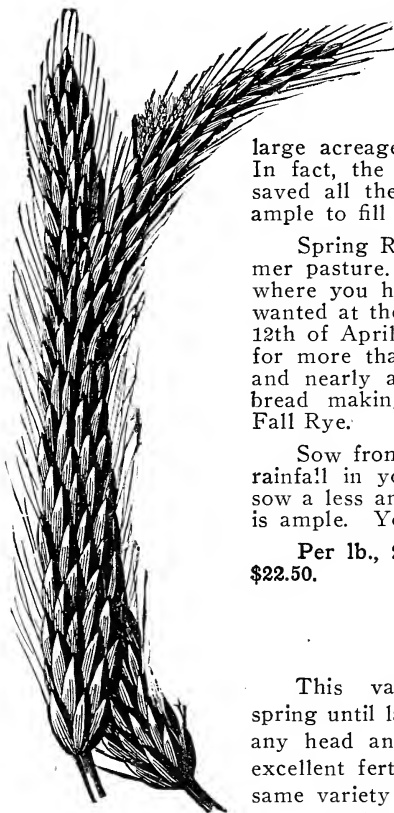 large acreage
In fact, the
saved all the
ample to fill
Spring R
mer pasture.
where you h
wanted at the
12th of April
for more tha
and nearly a
bread making
Fall Rye.
Sow from
rainfall in yo
sow a less an
is ample. Yo
Per lb., 
$22.50.
This va
spring until la
any head an
excellent fert
same variety